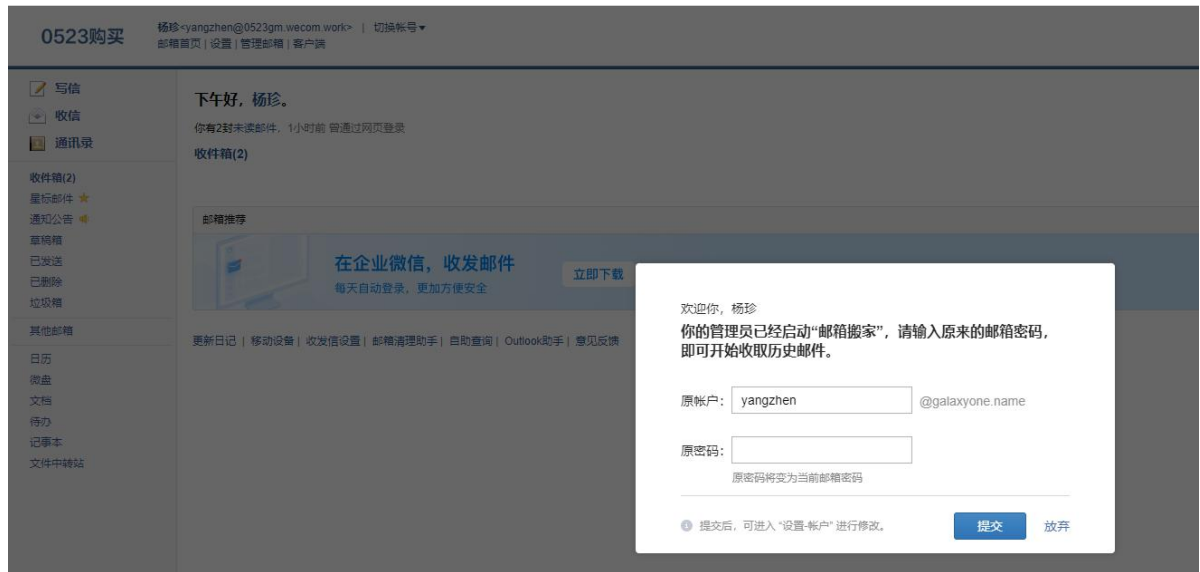 0523购买
杨珍<yangzhen@0523gm.wecom.work> | 切换帐号▾
邮箱首页 | 设置 | 管理邮箱 | 客户端
写信
收信
通讯录
收件箱(2)
星标邮件
通知公告
草稿箱
已发送
已删除
垃圾箱
其他邮箱
日历
微盘
文档
待办
记事本
文件中转站
下午好，杨珍。
你有2封未读邮件，1小时前 曾通过网页登录
收件箱(2)
邮箱推荐
在企业微信，收发邮件
每天自动登录，更加方便安全
立即下载
更新日记 | 移动设备 | 收发信设置 | 邮箱清理助手 | 自助查询 | Outlook助手 | 意见反馈
欢迎你，杨珍
你的管理员已经启动“邮箱搬家”，请输入原来的邮箱密码，
即可开始收取历史邮件。
原帐户： yangzhen @galaxyone.name
原密码：
原密码将变为当前邮箱密码
提交后，可进入 “设置-帐户” 进行修改。
提交 放弃